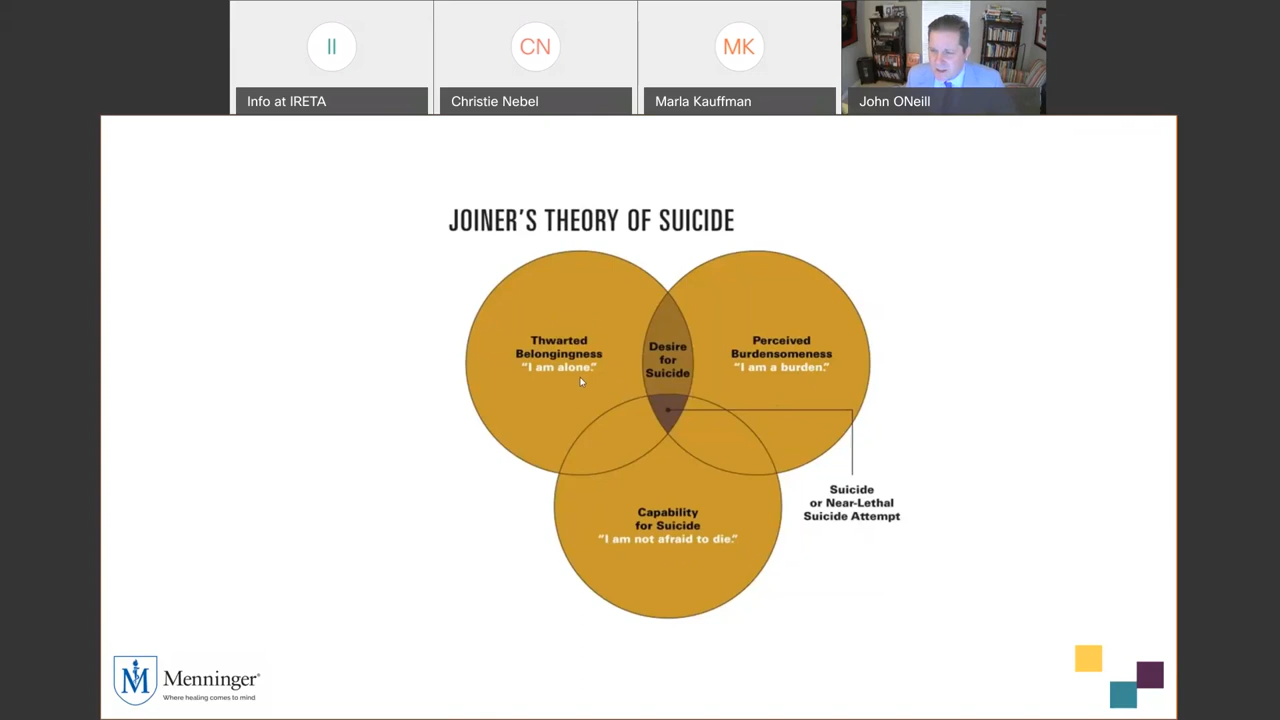 II
CN
MK
Info at IRETA
Christie Nebel
Marla Kauffman
John ONeill
JOINER'S THEORY OF SUICIDE
Thwarted
Belongingness
"I am alone."
Desire
for
Suicide
Perceived
Burdensomeness
"I am a burden."
Capability
for Suicide
"I am not afraid to die."
Suicide
or Near-Lethal
Suicide Attempt
M
Menninger®
Where healing comes to mind